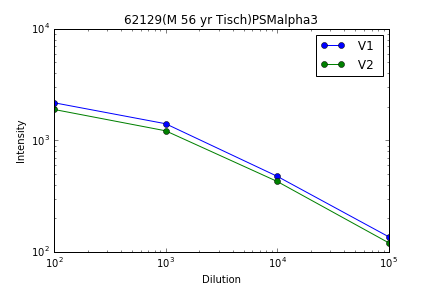 62129(M 56 yr Tisch)PSMalpha3
10^4
10^3
10^2
Intensity
V1
V2
10^2 10^3 10^4 10^5
Dilution